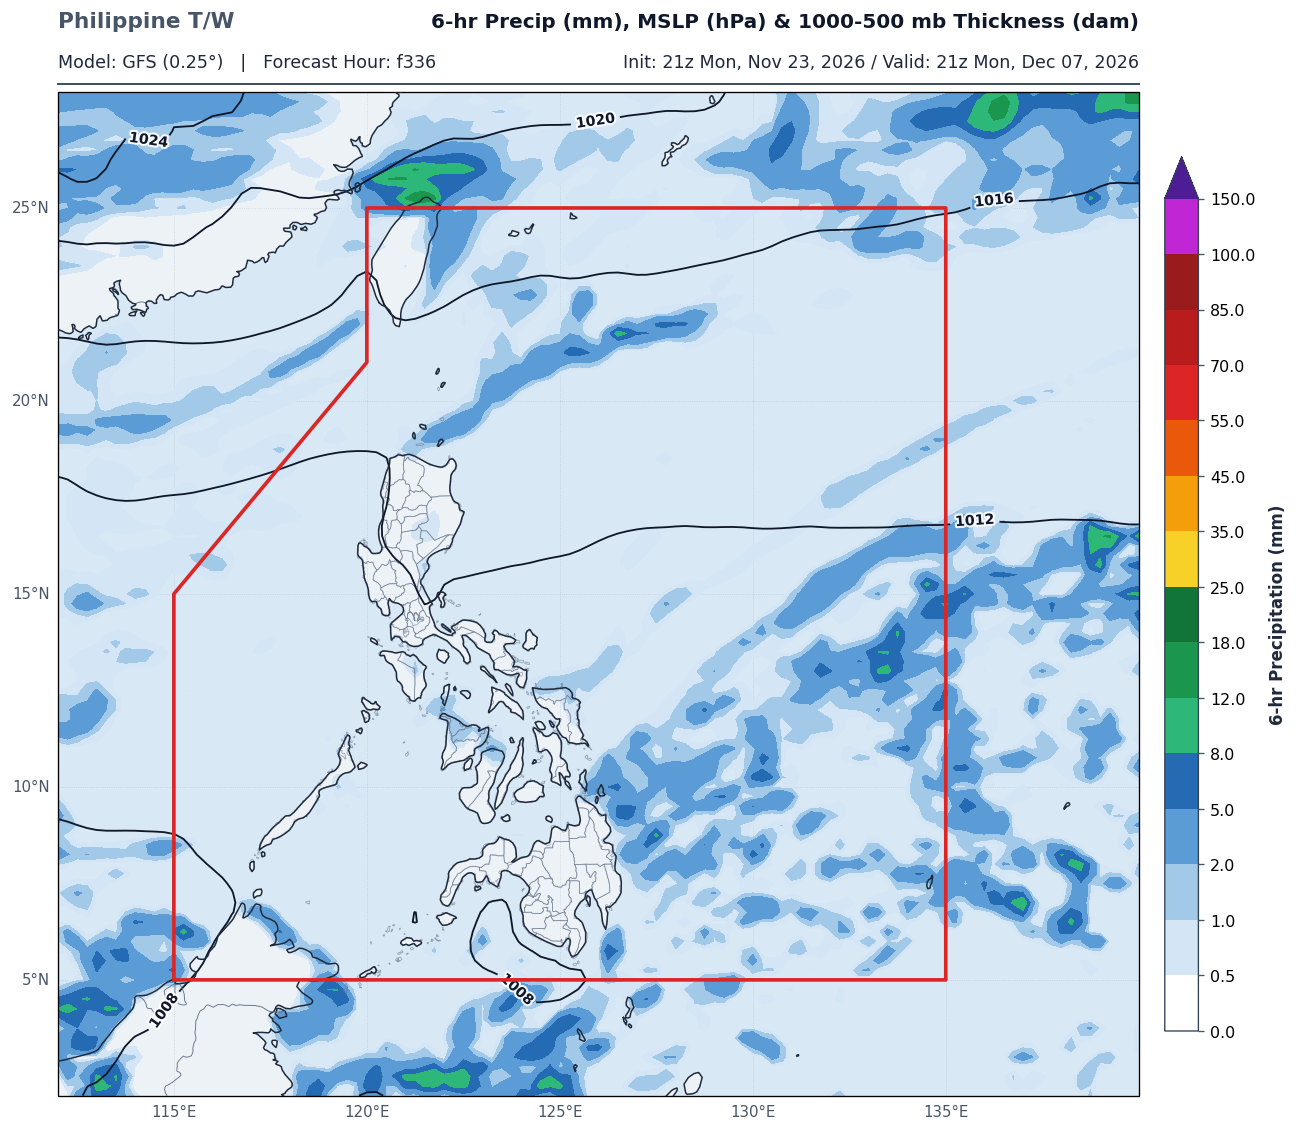 Philippine T/W
6-hr Precip (mm), MSLP (hPa) & 1000-500 mb Thickness (dam)
Model: GFS (0.25°) | Forecast Hour: f336
Init: 21z Mon, Nov 23, 2026 / Valid: 21z Mon, Dec 07, 2026
1024
1020
1016
1012
1008
1008
25°N
20°N
15°N
10°N
5°N
115°E
120°E
125°E
130°E
135°E
150.0
100.0
85.0
70.0
55.0
45.0
35.0
25.0
18.0
12.0
8.0
5.0
2.0
1.0
0.5
0.0
6-hr Precipitation (mm)